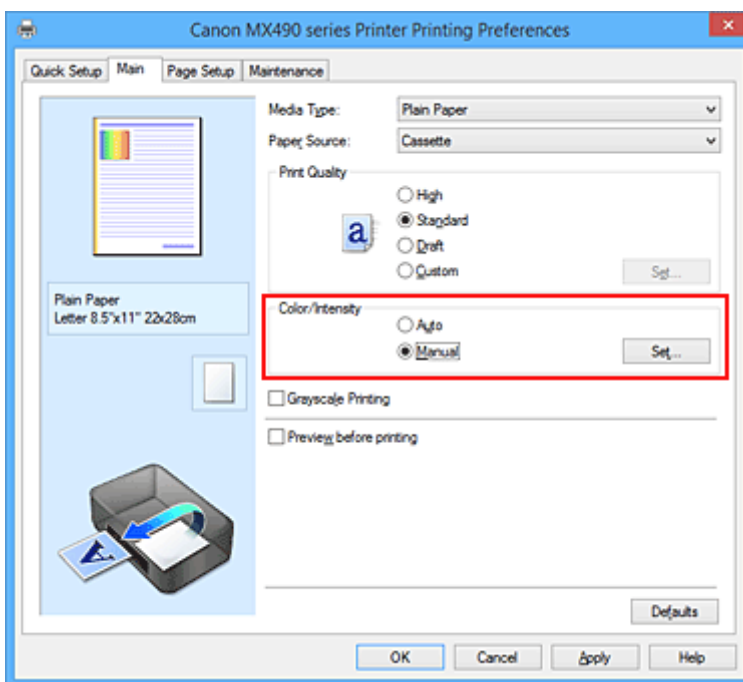 Canon MX490 series Printer Printing Preferences
Quick Setup Main Page Setup Maintenance
Media Type: Plain Paper
Paper Source: Cassette
Print Quality
High
a Standard
Draft
Custom Set...
Plain Paper
Letter 8.5"x11" 22x28cm
Color/Intensity
Auto
Manual Set...
Grayscale Printing
Preview before printing
A
Defaults
OK Cancel Apply Help